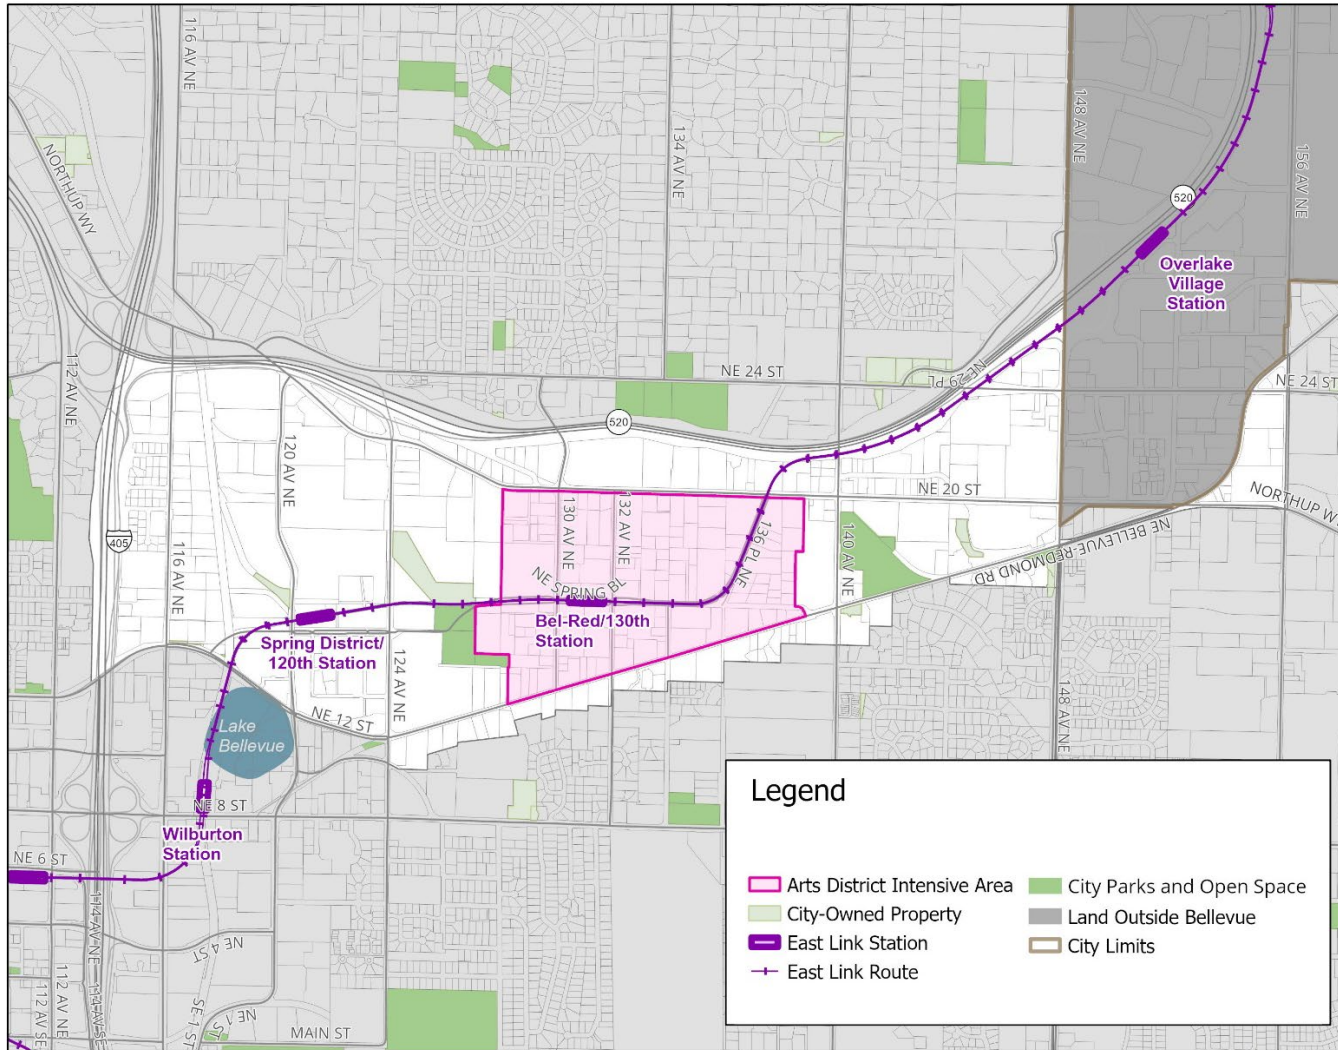 116 AV NE
NORTHUP WY
134 AV NE
148 AV NE
156 AV NE
520
Overlake
Village
Station
112 AV NE
NE 24 ST
NE 29 PL
NE 24 ST
520
120 AV NE
405
116 AV NE
NE 20 ST
130 AV NE
132 AV NE
136 PL NE
140 AV NE
NORTHUP W
NE BELLEVUE-REDMOND RD
NE SPRING BL
Bel-Red/130th
Station
Spring District/
120th Station
124 AV NE
NE 12 ST
Lake
Bellevue
148 AV NE
NE 8 ST
Wilburton
Station
NE 6 ST
114 AV NE
NE 4 ST
112 AV NE
112 AV SE
114 AV SE
SE 1 ST
NE 1 ST
MAIN ST
Legend
Arts District Intensive Area
City-Owned Property
East Link Station
East Link Route
City Parks and Open Space
Land Outside Bellevue
City Limits